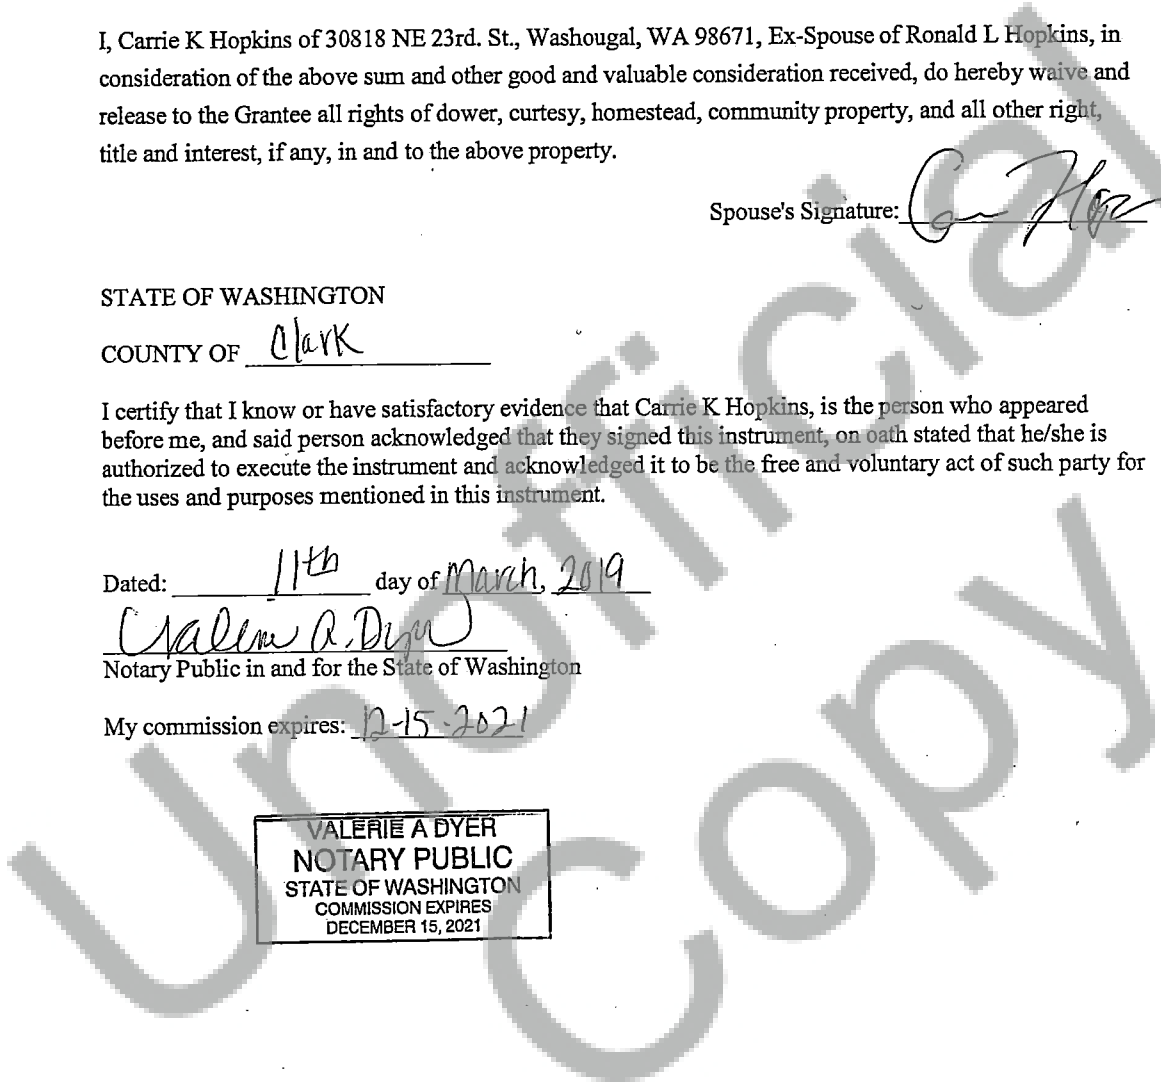 I, Carrie K Hopkins of 30818 NE 23rd. St., Washougal, WA 98671, Ex-Spouse of Ronald L Hopkins, in
consideration of the above sum and other good and valuable consideration received, do hereby waive and
release to the Grantee all rights of dower, curtesy, homestead, community property, and all other right,
title and interest, if any, in and to the above property.
Spouse's Signature:
STATE OF WASHINGTON
COUNTY OF Clark
I certify that I know or have satisfactory evidence that Carrie K Hopkins, is the person who appeared
before me, and said person acknowledged that they signed this instrument, on oath stated that he/she is
authorized to execute the instrument and acknowledged it to be the free and voluntary act of such party for
the uses and purposes mentioned in this instrument.
Dated: 11th day of March, 2019
Valerie A. Dyer
Notary Public in and for the State of Washington
My commission expires: 12-15-2021
VALERIE A DYER
NOTARY PUBLIC
STATE OF WASHINGTON
COMMISSION EXPIRES
DECEMBER 15, 2021
Unofficial
Copy